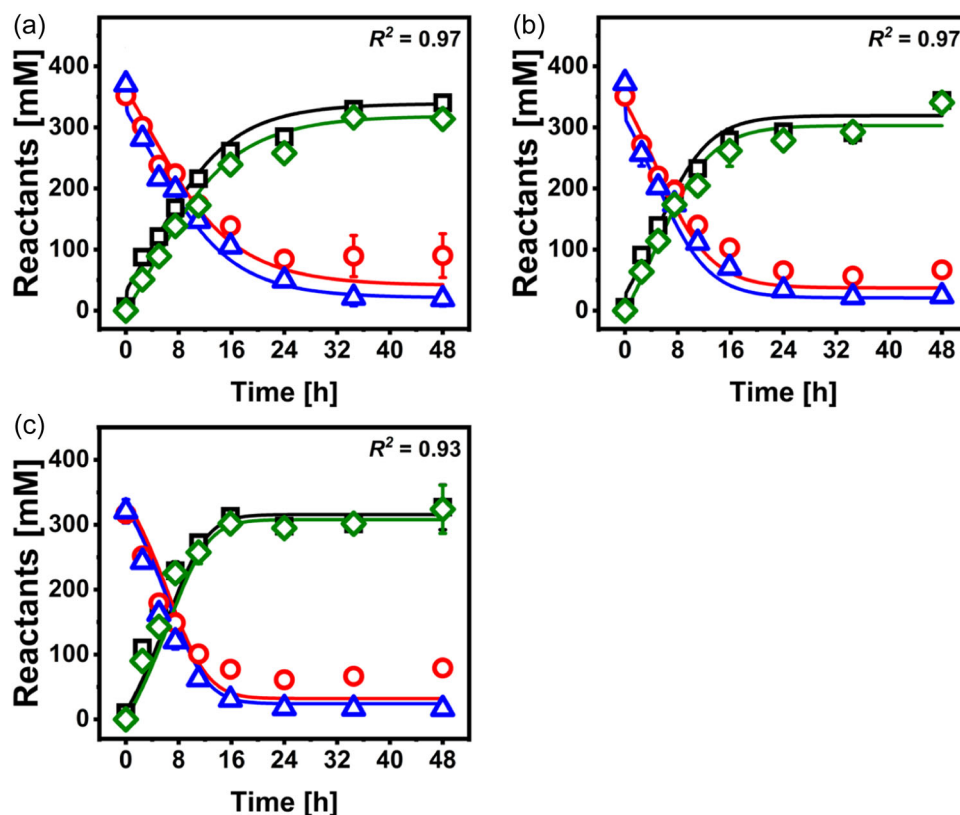 (a)
R² = 0.97
Reactants [mM]
400
300
200
100
0
0 8 16 24 32 40 48
Time [h]
(b)
R² = 0.97
Reactants [mM]
400
300
200
100
0
0 8 16 24 32 40 48
Time [h]
(c)
R² = 0.93
Reactants [mM]
400
300
200
100
0
0 8 16 24 32 40 48
Time [h]